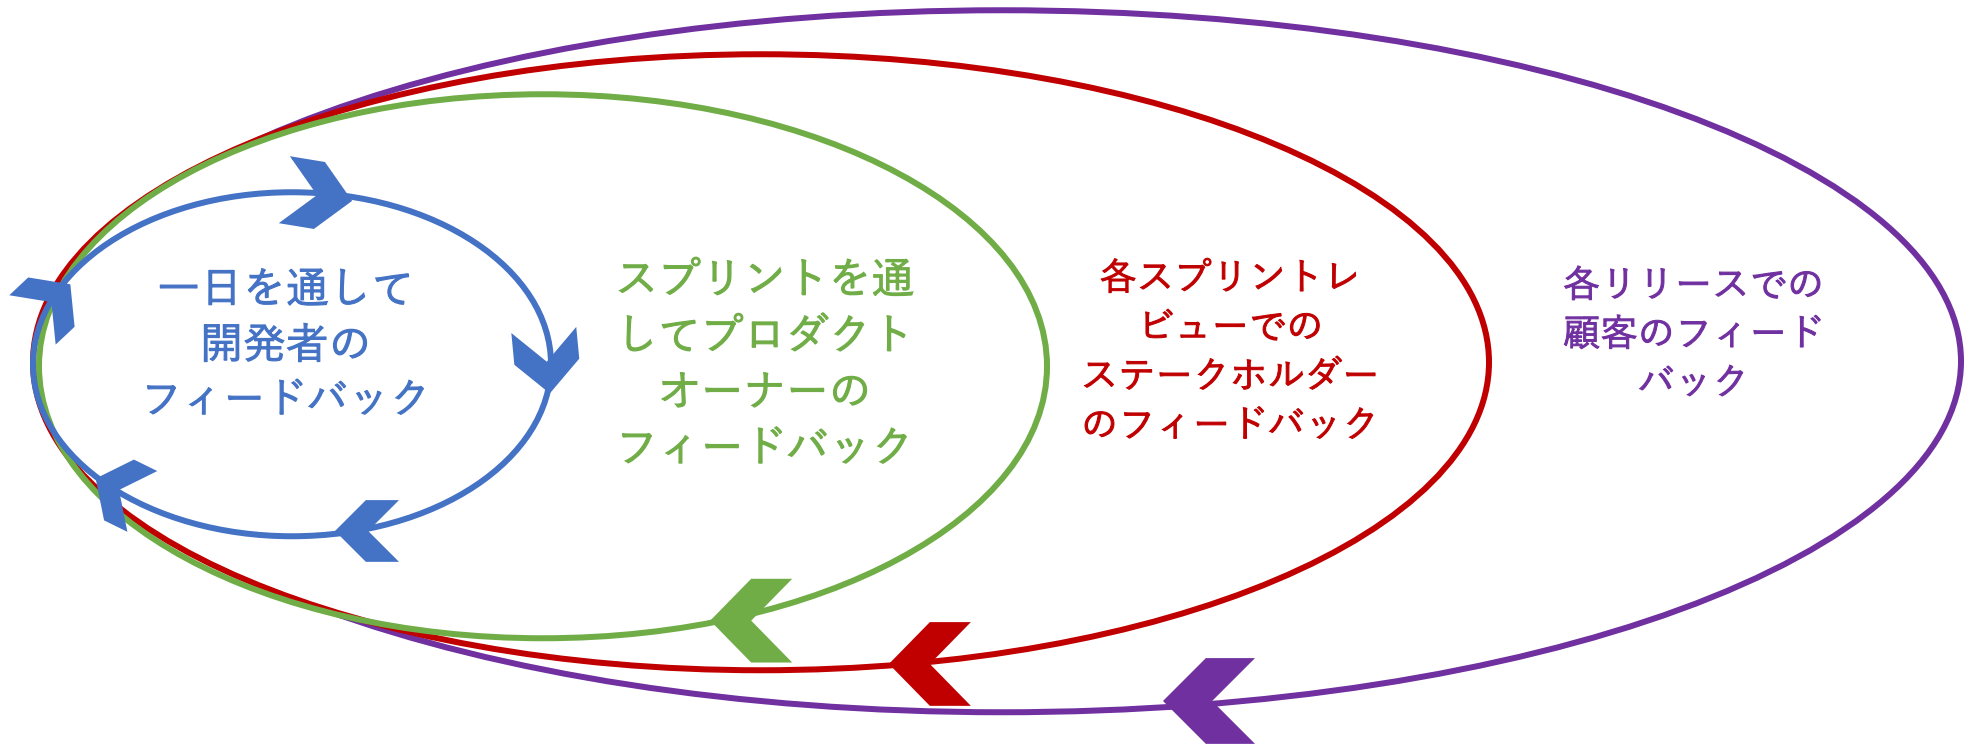 一日を通して
開発者の
フィードバック
スプリントを通
してプロダクト
オーナーの
フィードバック
各スプリントレ
ビューでの
ステークホルダー
のフィードバック
各リリースでの
顧客のフィード
バック